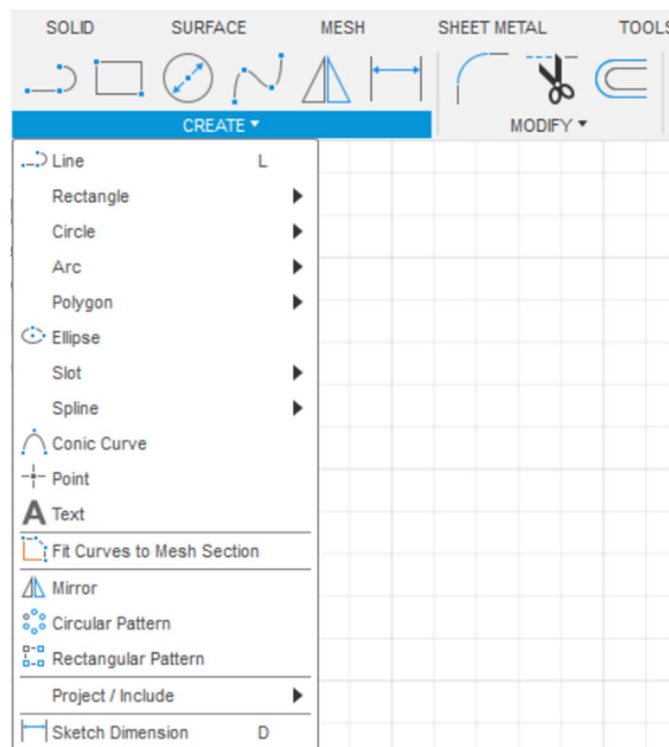 SOLID SURFACE MESH SHEET METAL TOOLS
CREATE MODIFY
Line L
Rectangle
Circle
Arc
Polygon
Ellipse
Slot
Spline
Conic Curve
Point
A Text
Fit Curves to Mesh Section
Mirror
Circular Pattern
Rectangular Pattern
Project / Include
Sketch Dimension D